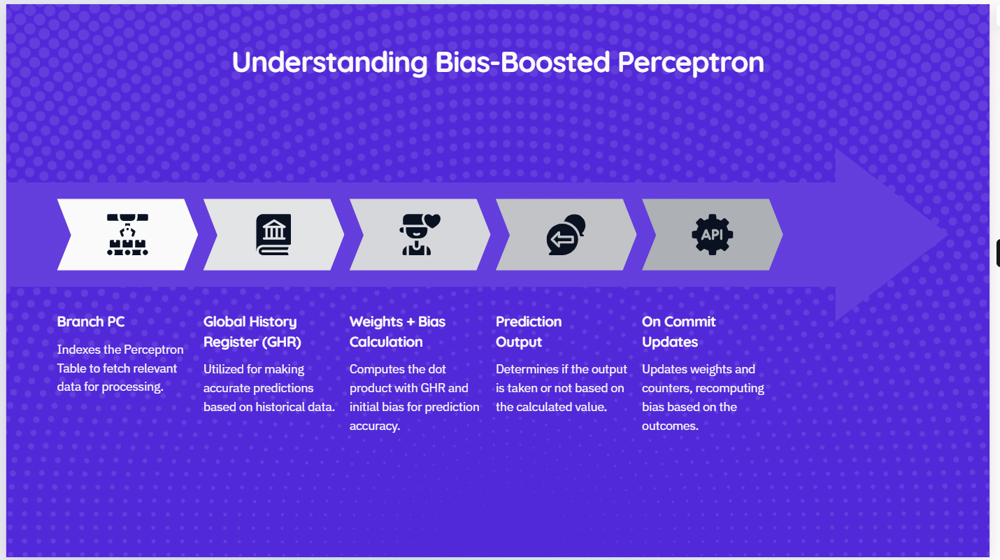 Understanding Bias-Boosted Perceptron
API
Branch PC
Indexes the Perceptron
Table to fetch relevant
data for processing.
Global History
Register (GHR)
Utilized for making
accurate predictions
based on historical data.
Weights + Bias
Calculation
Computes the dot
product with GHR and
initial bias for prediction
accuracy.
Prediction
Output
Determines if the output
is taken or not based on
the calculated value.
On Commit
Updates
Updates weights and
counters, recomputing
bias based on the
outcomes.